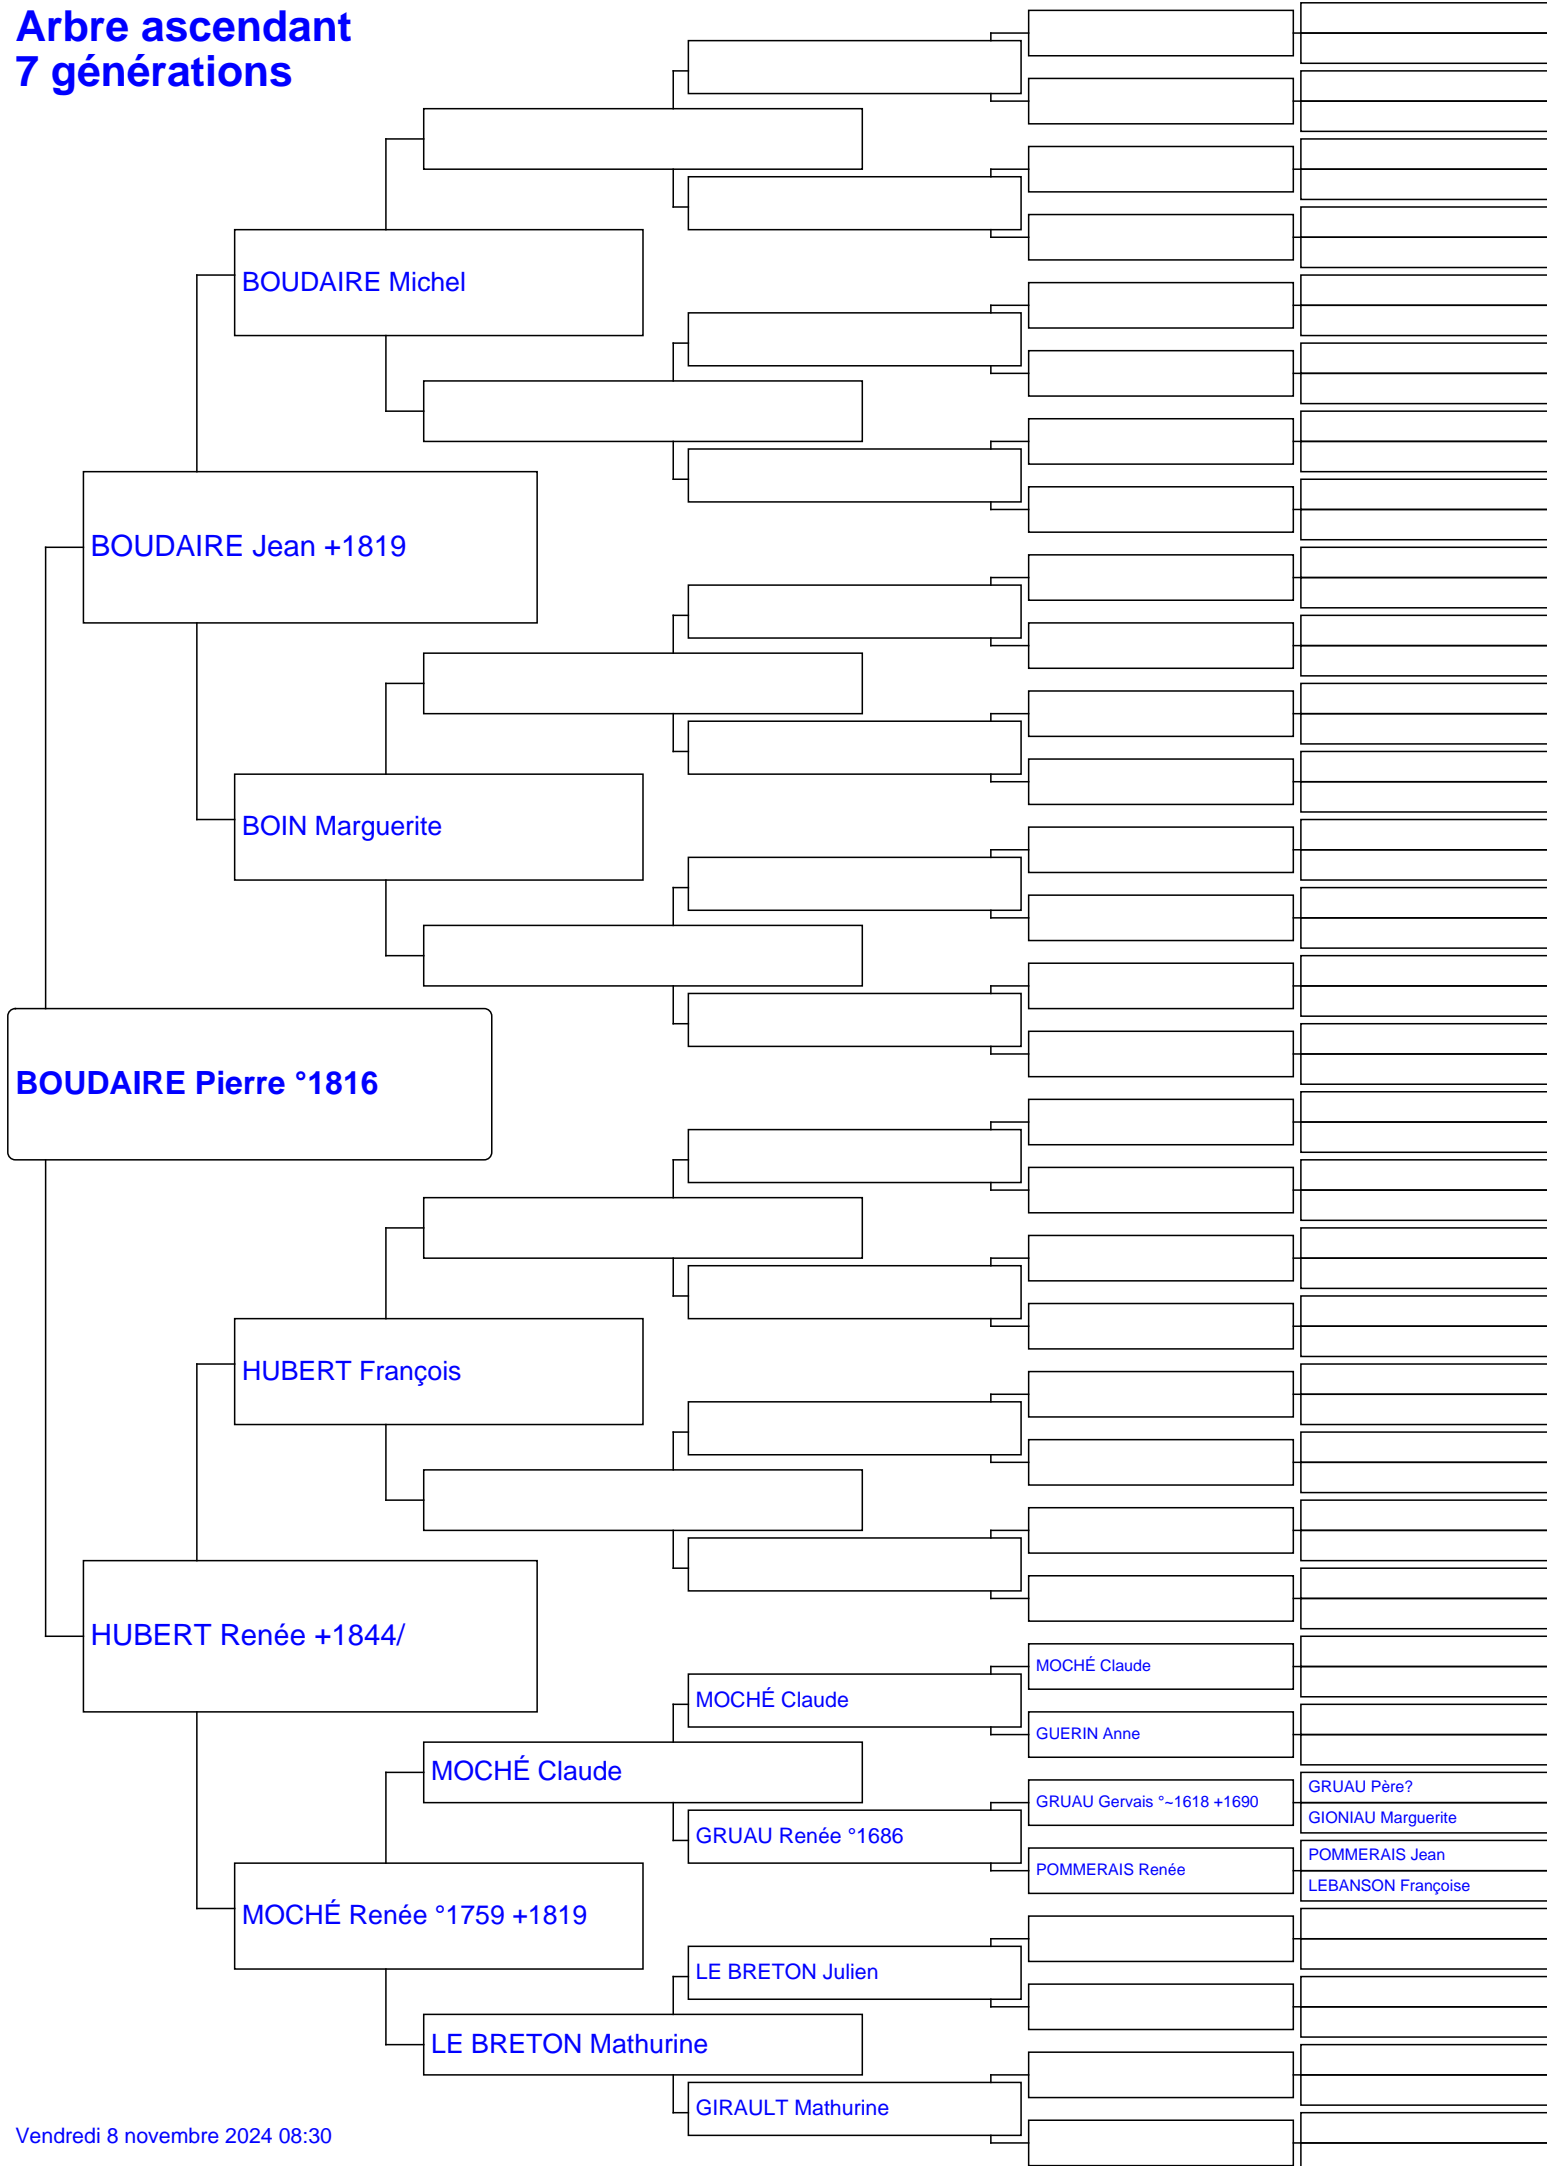 Arbre ascendant
7 générations
BOUDAIRE Michel
BOUDAIRE Jean +1819
BOIN Marguerite
BOUDAIRE Pierre °1816
HUBERT François
HUBERT Renée +1844/
MOCHÉ Claude
MOCHÉ Claude
GUERIN Anne
MOCHÉ Claude
GRUAU Père?
GRUAU Gervais °~1618 +1690
GIONIAU Marguerite
GRUAU Renée °1686
POMMERAIS Jean
POMMERAIS Renée
LEBANSON Françoise
MOCHÉ Renée °1759 +1819
LE BRETON Julien
LE BRETON Mathurine
GIRAULT Mathurine
Vendredi 8 novembre 2024 08:30